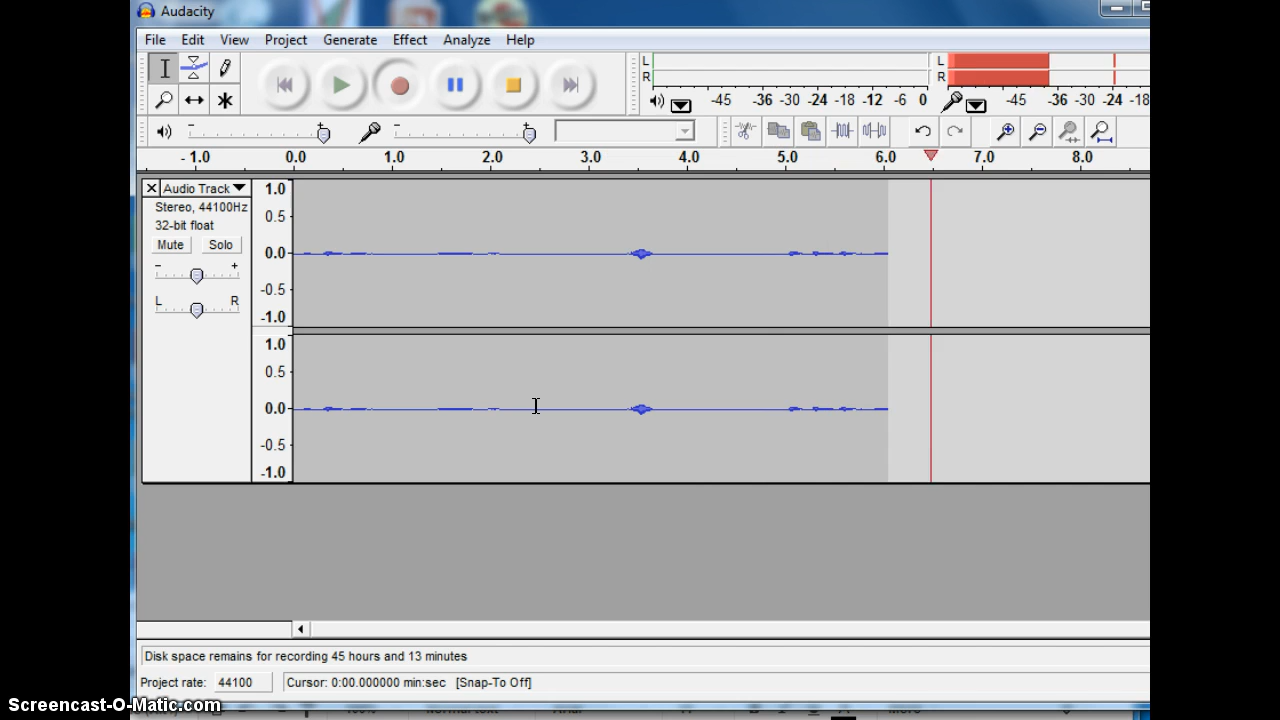 Audacity
File Edit View Project Generate Effect Analyze Help
L
R
-45 -36 -30 -24 -18 -12 -6 0
L
R
-45 -36 -30 -24 -18
- + - +
- 1.0 0.0 1.0 2.0 3.0 4.0 5.0 6.0 7.0 8.0
Audio Track
Stereo, 44100Hz
32-bit float
Mute Solo
- +
L R
1.0
0.5
0.0
-0.5
-1.0
1.0
0.5
0.0
-0.5
-1.0
Disk space remains for recording 45 hours and 13 minutes
Project rate: 44100 Cursor: 0:00.000000 min:sec [Snap-To Off]
Screencast-O-Matic.com